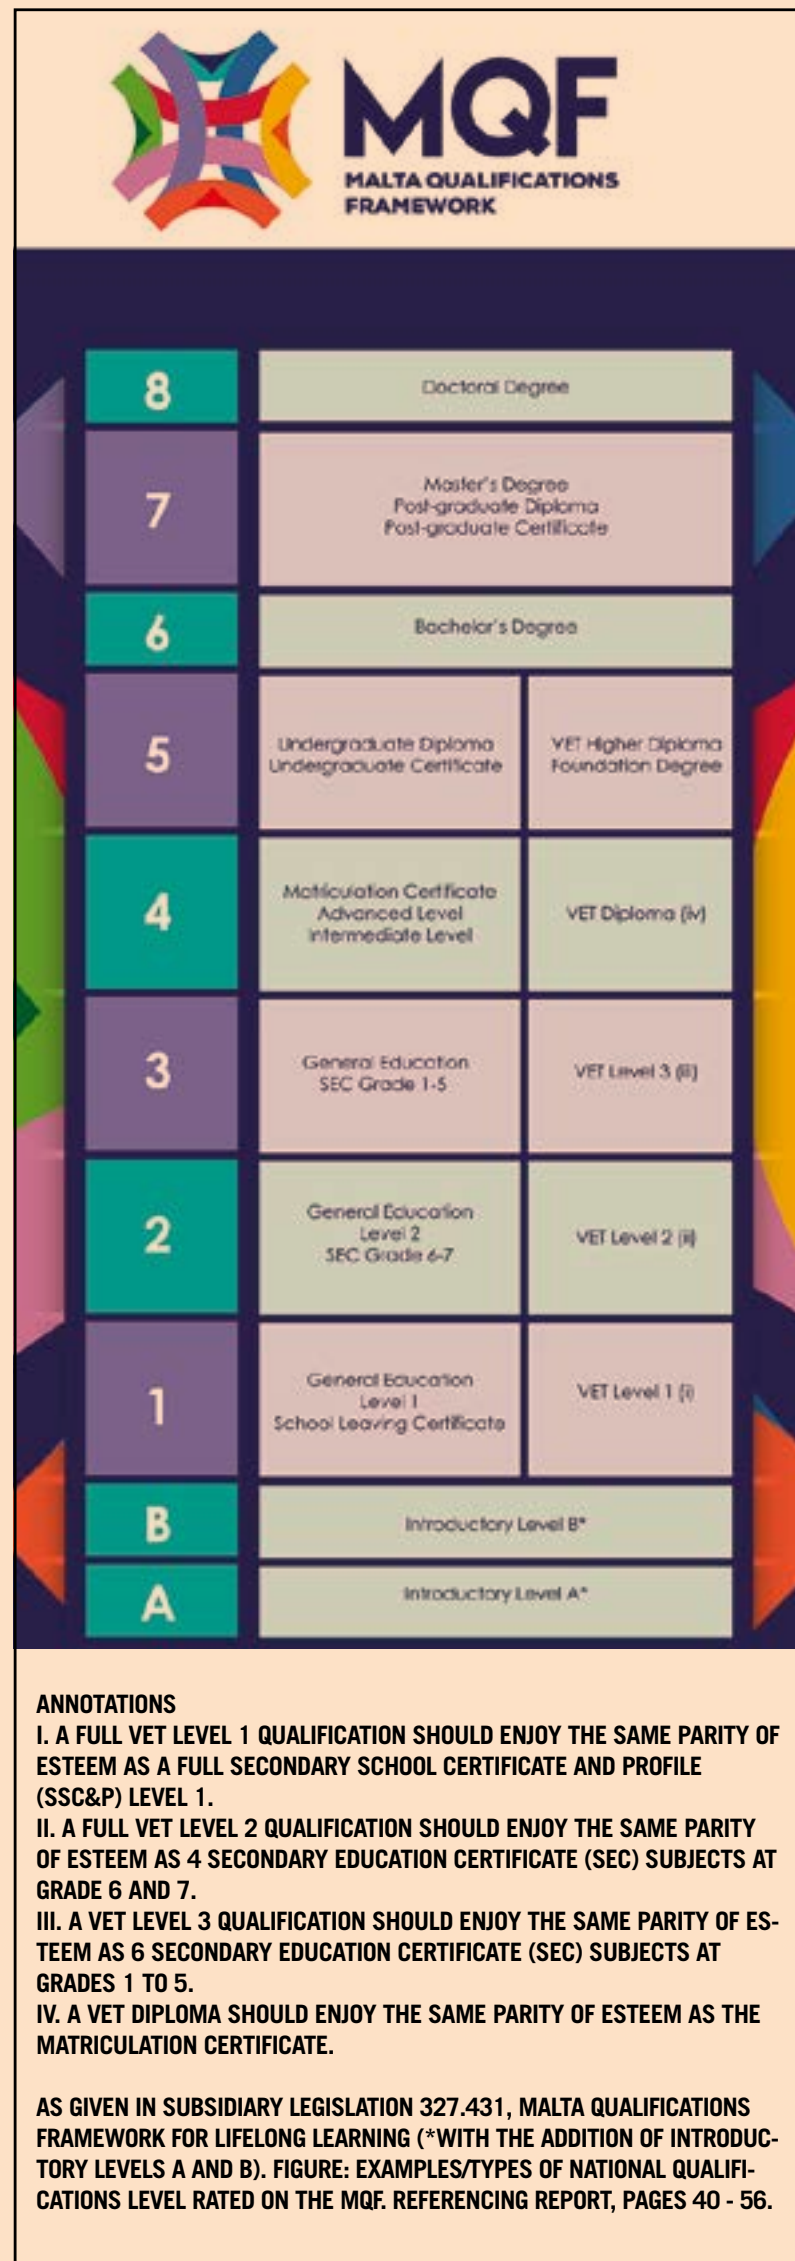 MQF
MALTA QUALIFICATIONS
FRAMEWORK
8
Doctoral Degree
7
Master's Degree
Post-graduate Diploma
Post-graduate Certificate
6
Bachelor's Degree
5
Undergraduate Diploma
Undergraduate Certificate
VET Higher Diploma
Foundation Degree
4
Matriculation Certificate
Advanced Level
Intermediate Level
VET Diploma (iv)
3
General Education
SEC Grade 1-5
VET Level 3 (iii)
2
General Education
Level 2
SEC Grade 6-7
VET Level 2 (ii)
1
General Education
Level 1
School Leaving Certificate
VET Level 1 (i)
B
Introductory Level B*
A
Introductory Level A*
ANNOTATIONS
I. A FULL VET LEVEL 1 QUALIFICATION SHOULD ENJOY THE SAME PARITY OF
ESTEEM AS A FULL SECONDARY SCHOOL CERTIFICATE AND PROFILE
(SSC&P) LEVEL 1.
II. A FULL VET LEVEL 2 QUALIFICATION SHOULD ENJOY THE SAME PARITY
OF ESTEEM AS 4 SECONDARY EDUCATION CERTIFICATE (SEC) SUBJECTS AT
GRADE 6 AND 7.
III. A VET LEVEL 3 QUALIFICATION SHOULD ENJOY THE SAME PARITY OF ES-
TEEM AS 6 SECONDARY EDUCATION CERTIFICATE (SEC) SUBJECTS AT
GRADES 1 TO 5.
IV. A VET DIPLOMA SHOULD ENJOY THE SAME PARITY OF ESTEEM AS THE
MATRICULATION CERTIFICATE.
AS GIVEN IN SUBSIDIARY LEGISLATION 327.431, MALTA QUALIFICATIONS
FRAMEWORK FOR LIFELONG LEARNING (*WITH THE ADDITION OF INTRODUC-
TORY LEVELS A AND B). FIGURE: EXAMPLES/TYPES OF NATIONAL QUALIFI-
CATIONS LEVEL RATED ON THE MQF. REFERENCING REPORT, PAGES 40 - 56.